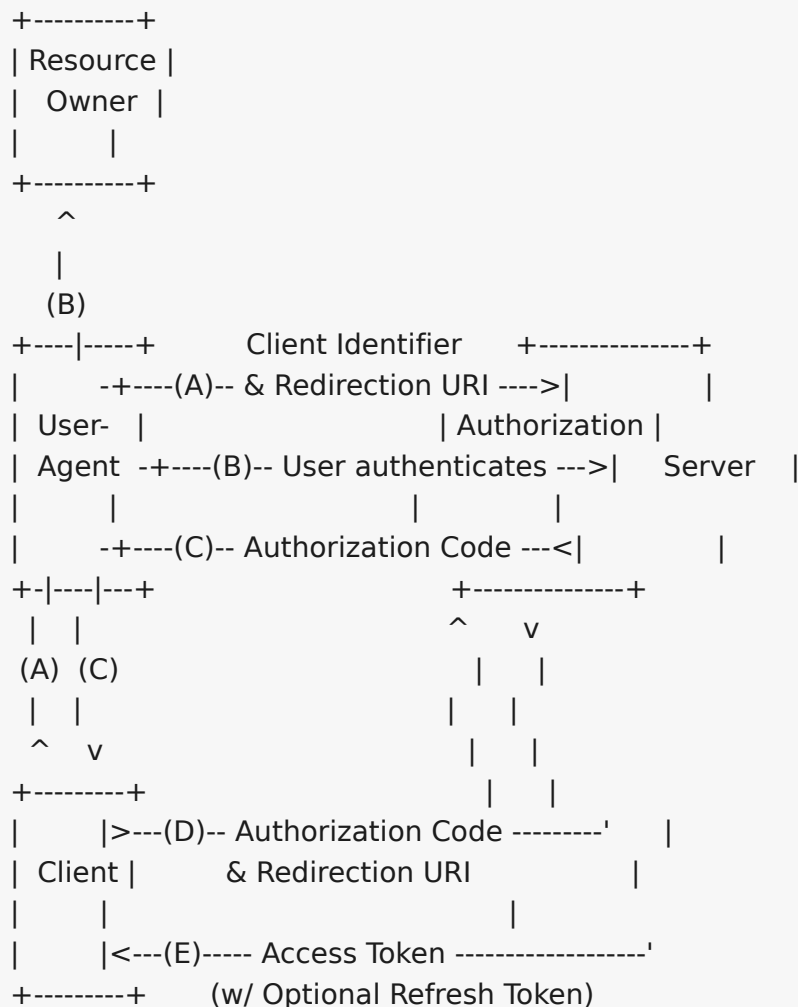 +----------+
| Resource |
|   Owner  |
|          |
+----------+
     ^
     |
    (B)
+----|-----+          Client Identifier      +---------------+
|         -+----(A)-- & Redirection URI ---->|               |
|  User-   |                                 | Authorization |
|  Agent  -+----(B)-- User authenticates --->|     Server    |
|          |                                 |               |
|         -+----(C)-- Authorization Code ---<|               |
+-|----|---+                                 +---------------+
  |    |                                         ^      v
 (A)  (C)                                        |      |
  |    |                                         |      |
  ^    v                                         |      |
+---------+                                      |      |
|         |>---(D)-- Authorization Code ---------'      |
|  Client |          & Redirection URI                  |
|         |                                             |
|         |<---(E)----- Access Token -------------------'
+---------+       (w/ Optional Refresh Token)